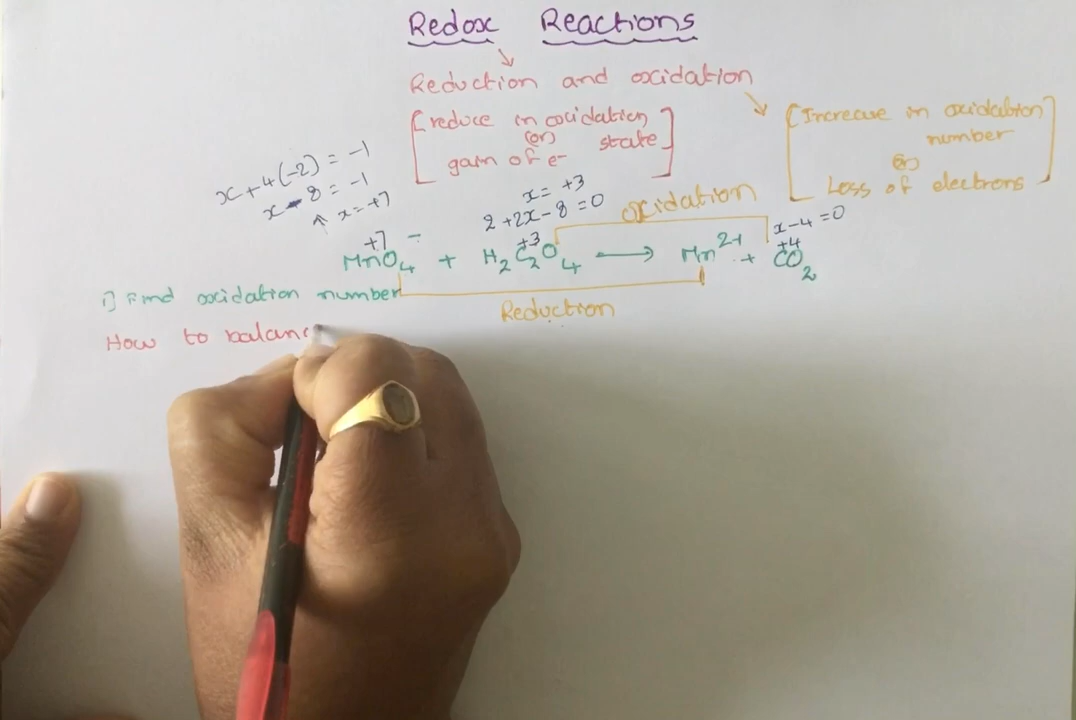 Redox Reactions
↘
Reduction and oxidation
[reduce in oxidation
(or) state]
gain of e-
↘
[Increase in oxidation
number
or
Loss of electrons]
x+4(-2) = -1
x-8 = -1
↑ x=+7
x= +3
2+2x-8=0
oxidation
x-4=0
+7 +3 +4
MnO4- + H2C2O4 → Mn2+ + CO2
1) Find oxidation number
Reduction
How to balanc